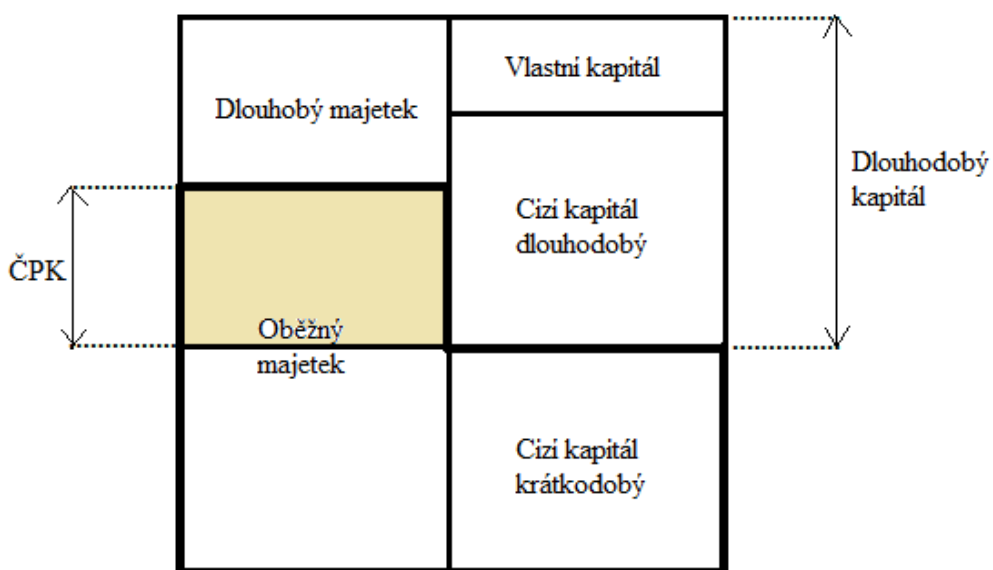 Vlastní kapitál
Dlouhobý majetek
Dlouhodobý
kapitál
Cizí kapitál
dlouhodobý
ČPK
Oběžný
majetek
Cizí kapitál
krátkodobý